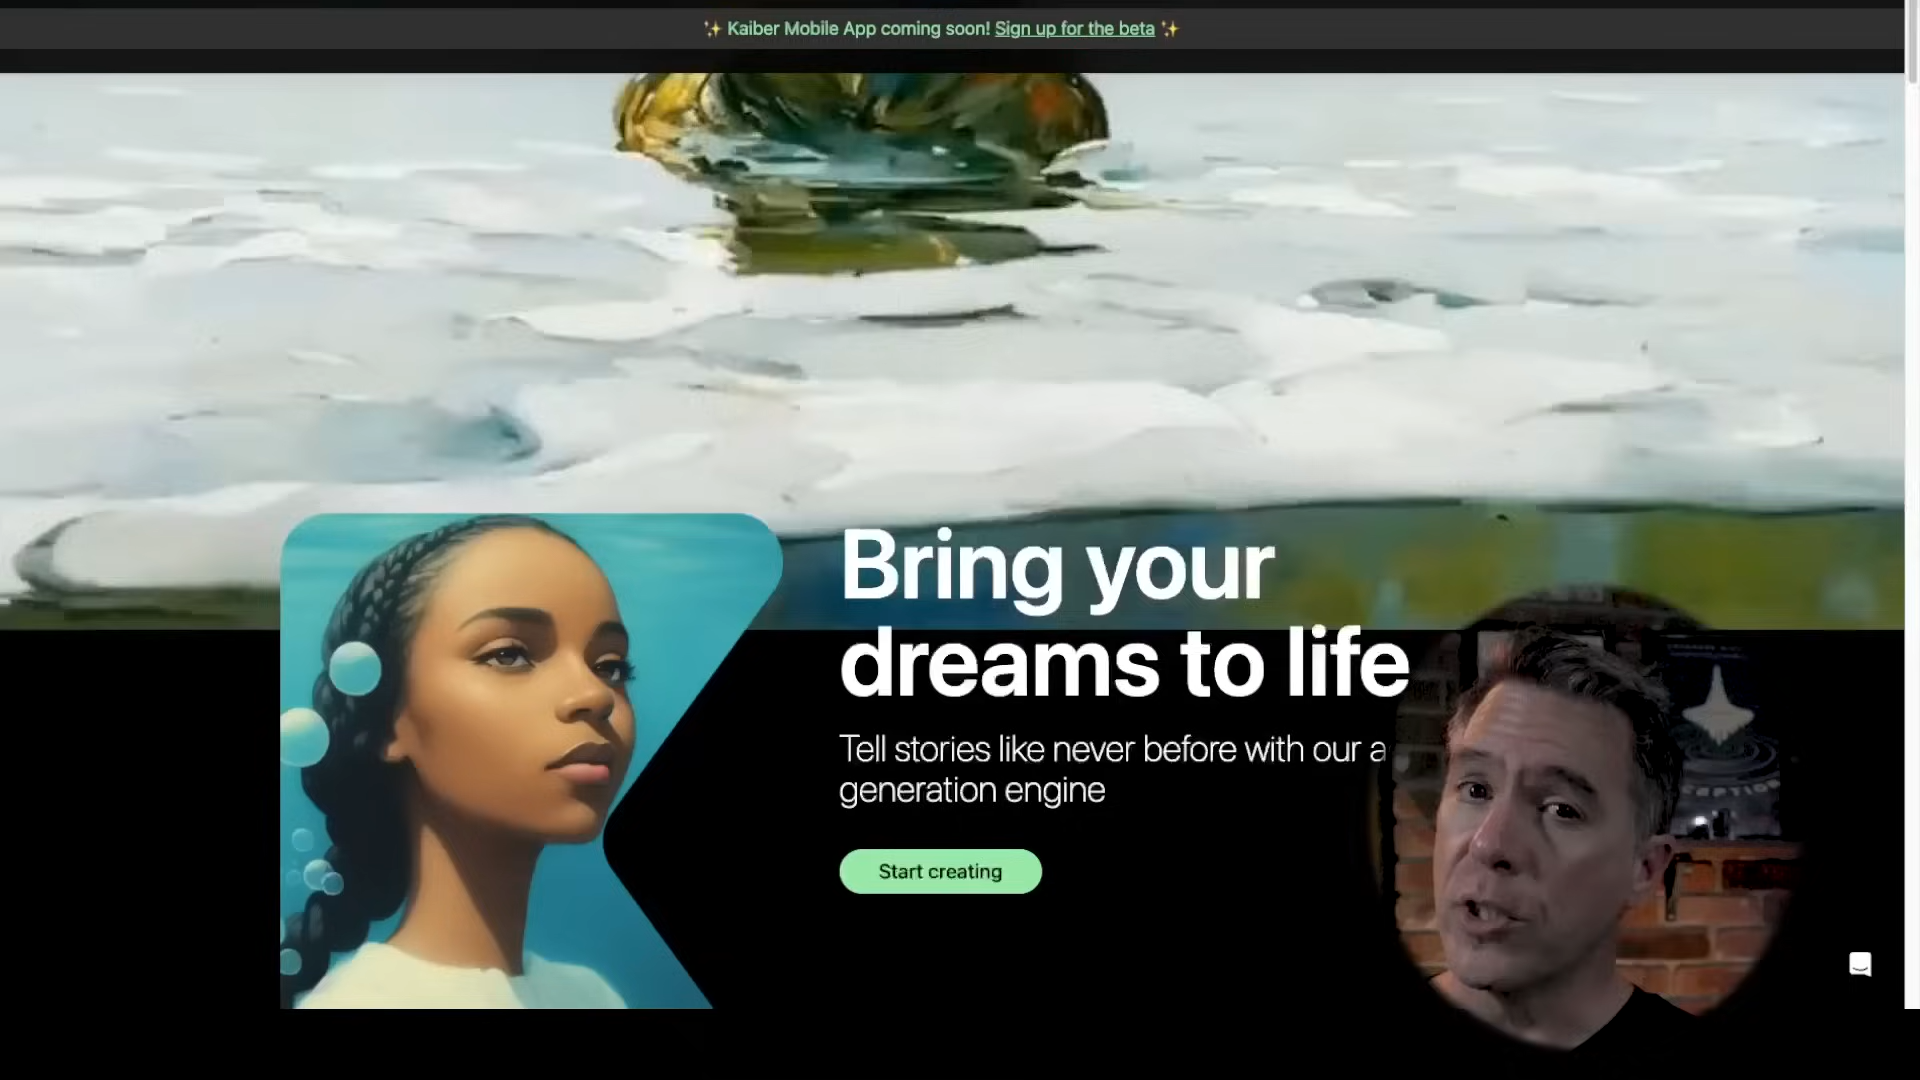 ✨ Kaiber Mobile App coming soon! Sign up for the beta ✨
Bring your
dreams to life
Tell stories like never before with our a
generation engine
Start creating
CEPTION